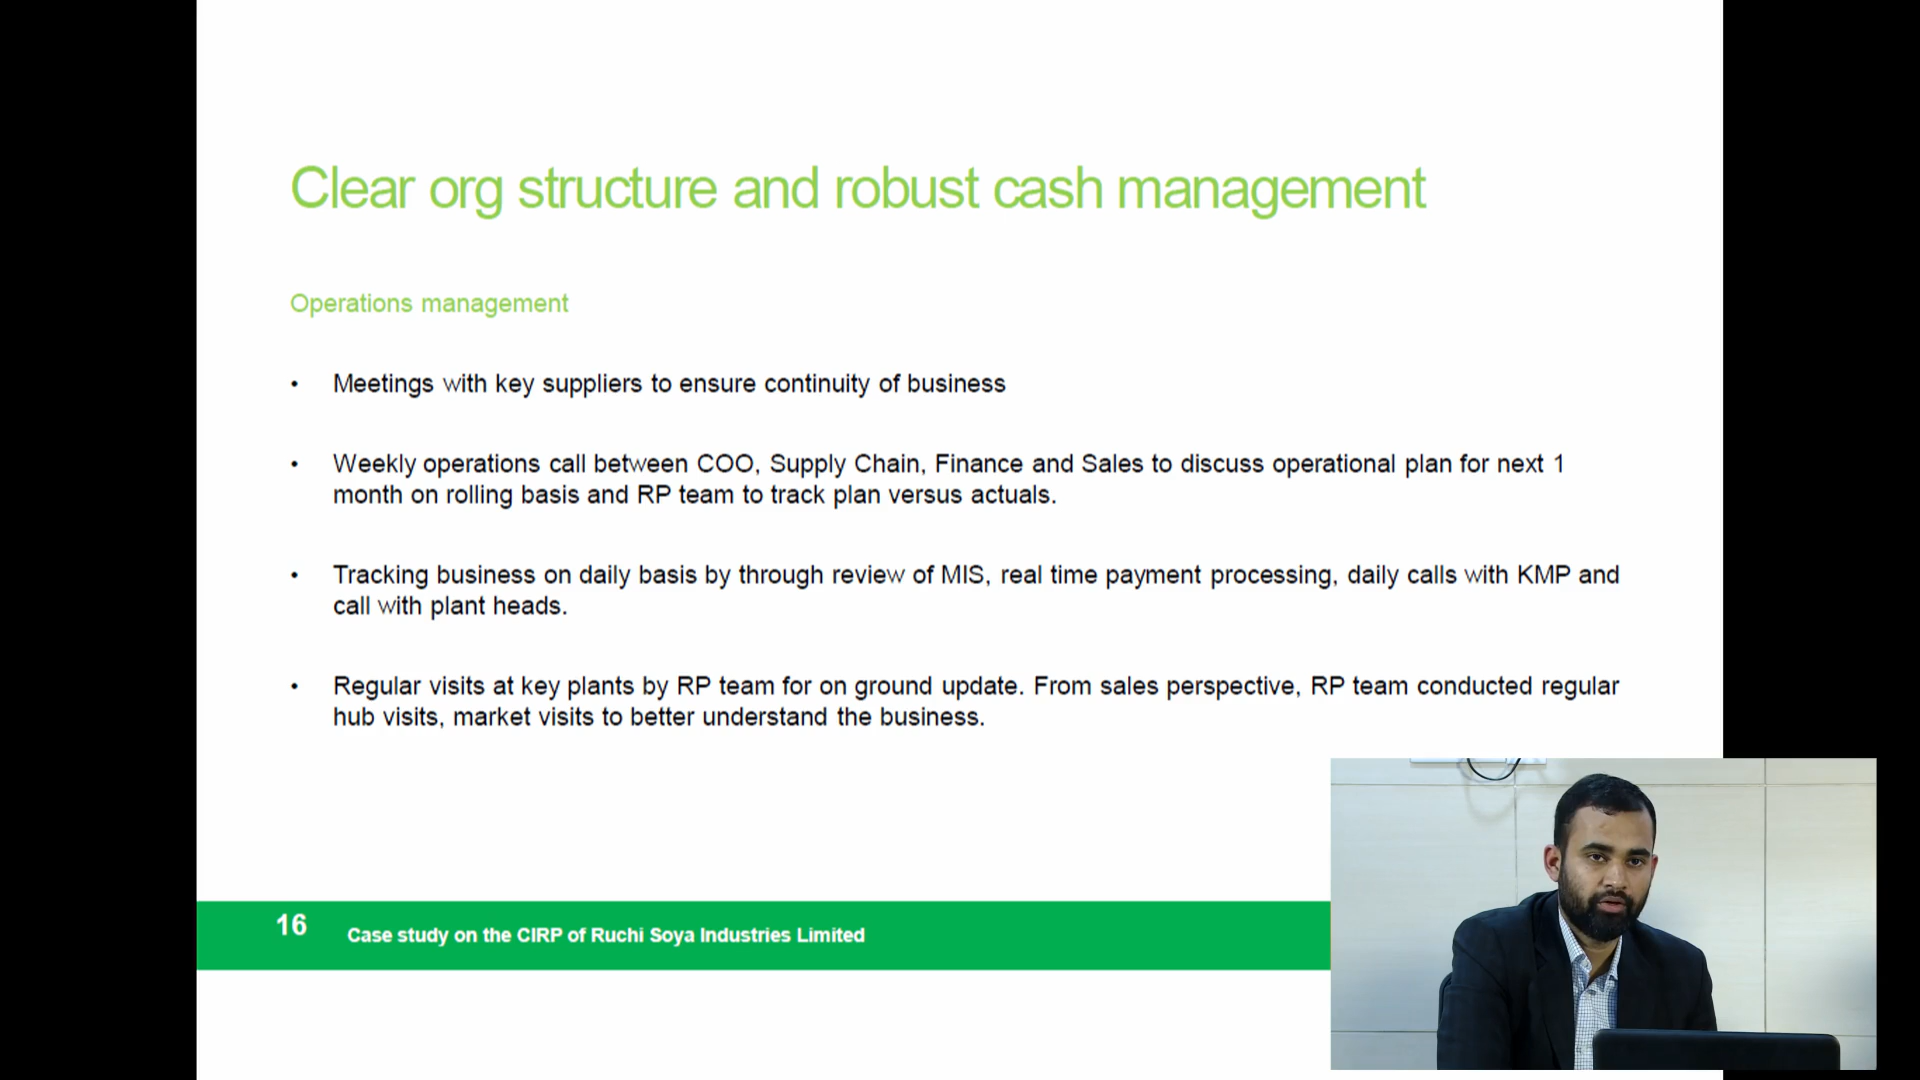 Clear org structure and robust cash management
Operations management
• Meetings with key suppliers to ensure continuity of business
• Weekly operations call between COO, Supply Chain, Finance and Sales to discuss operational plan for next 1
month on rolling basis and RP team to track plan versus actuals.
• Tracking business on daily basis by through review of MIS, real time payment processing, daily calls with KMP and
call with plant heads.
• Regular visits at key plants by RP team for on ground update. From sales perspective, RP team conducted regular
hub visits, market visits to better understand the business.
16 Case study on the CIRP of Ruchi Soya Industries Limited